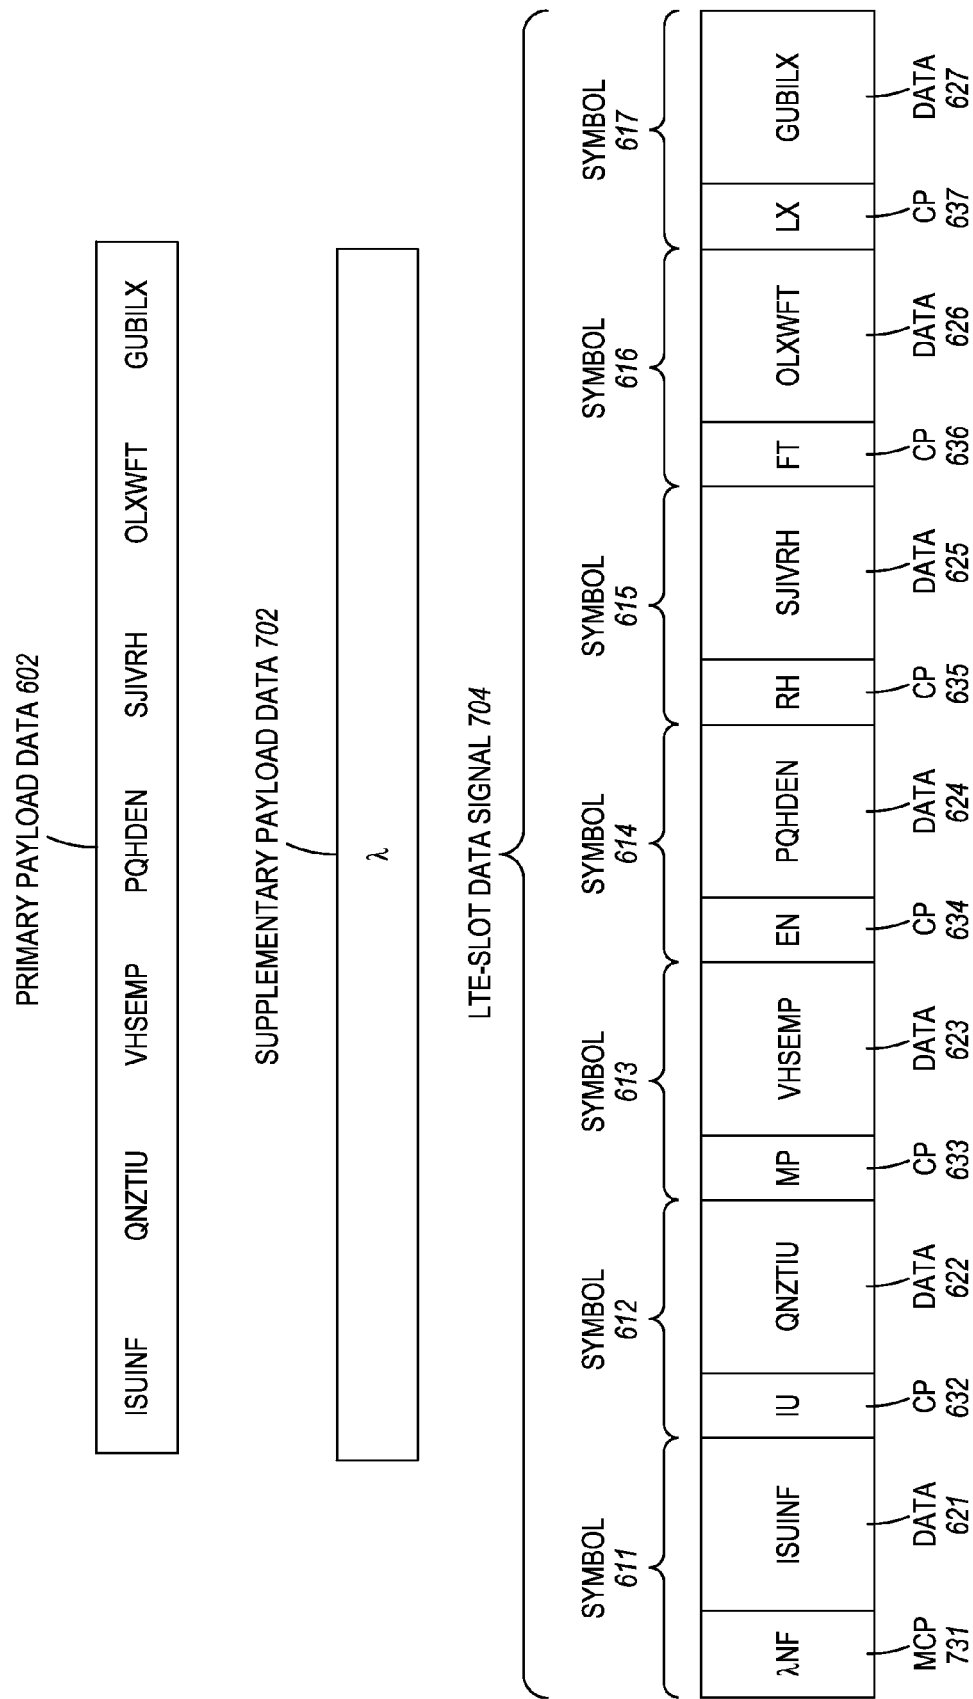 PRIMARY PAYLOAD DATA 602
ISUINF QNZTIU VHSEMP PQHDEN SJIVRH OLXWFT GUBILX
SUPPLEMENTARY PAYLOAD DATA 702
λ
LTE-SLOT DATA SIGNAL 704
SYMBOL SYMBOL SYMBOL SYMBOL SYMBOL SYMBOL SYMBOL
611 612 613 614 615 616 617
λNF ISUINF IU QNZTIU MP VHSEMP EN PQHDEN RH SJIVRH FT OLXWFT LX GUBILX
MCP DATA CP DATA CP DATA CP DATA CP DATA CP DATA CP DATA
731 621 632 622 633 623 634 624 635 625 636 626 637 627